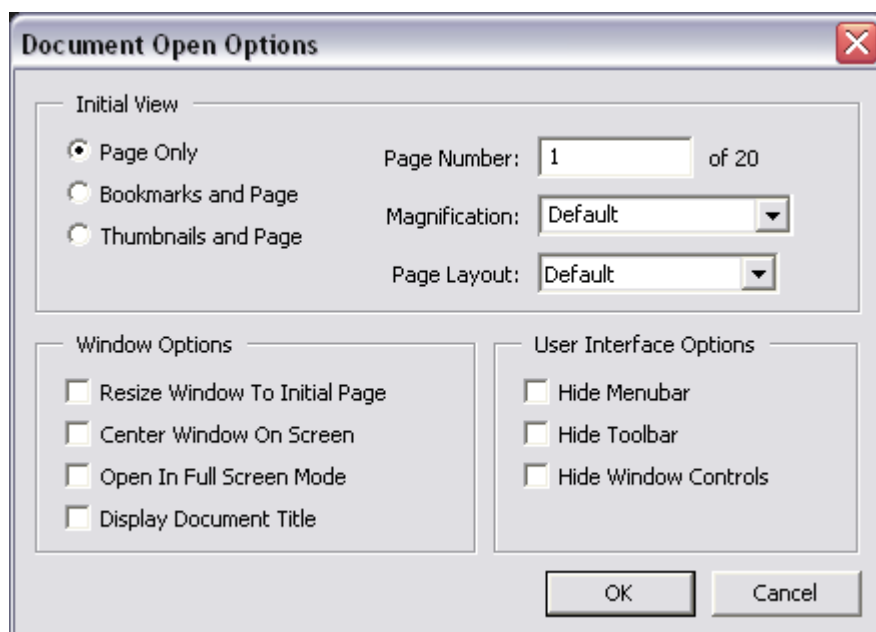 Document Open Options
Initial View
Page Only
Bookmarks and Page
Thumbnails and Page
Page Number: 1 of 20
Magnification: Default
Page Layout: Default
Window Options
Resize Window To Initial Page
Center Window On Screen
Open In Full Screen Mode
Display Document Title
User Interface Options
Hide Menubar
Hide Toolbar
Hide Window Controls
OK Cancel